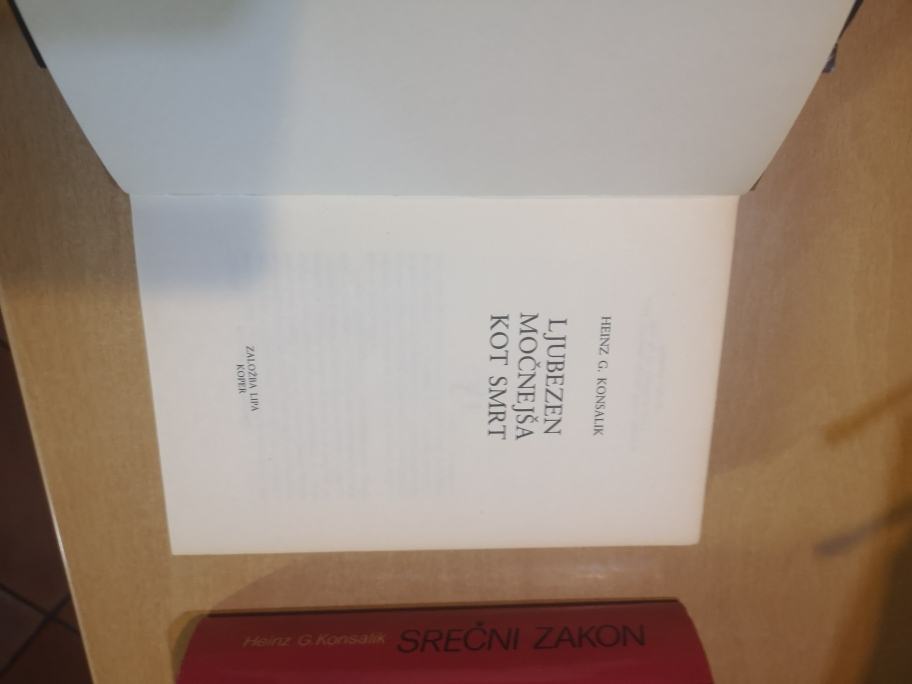 HEINZ G. KONSALIK
LJUBEZEN
MOČNEJŠA
KOT SMRT
ZALOŽBA LIPA
KOPER
Heinz G. Konsalik SREČNI ZAKON